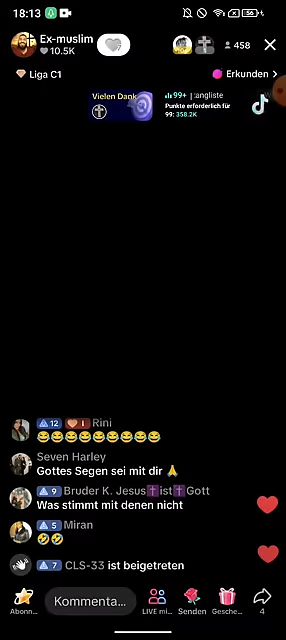 18:13
56
Ex-muslim
10.5K
458
Liga C1
Erkunden >
Vielen Dank
99+ | :angliste
Punkte erforderlich für
99: 358.2K
12 1 Rini
😂😂😂😂😂😂😂😂😂
Seven Harley
Gottes Segen sei mit dir 🙏
9 Bruder K. Jesus✝️ist✝️Gott
Was stimmt mit denen nicht
5 Miran
🤣🤣
7 CLS-33 ist beigetreten
Abonn...
Kommenta...
LIVE mi...
Senden
Gesche...
4